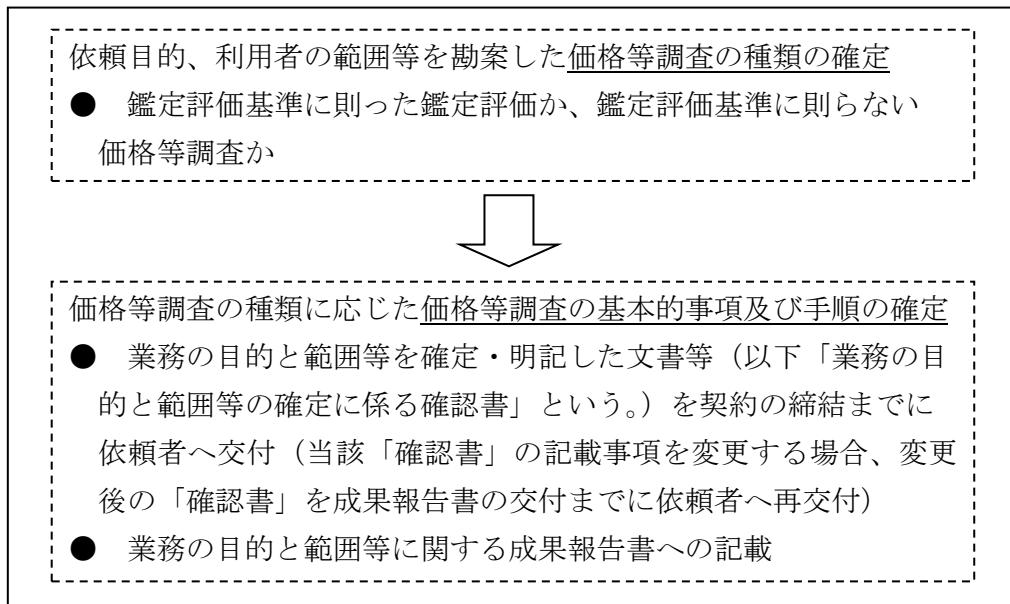 依頼目的、利用者の範囲等を勘案した価格等調査の種類の確定
● 鑑定評価基準に則った鑑定評価か、鑑定評価基準に則らない
価格等調査か
価格等調査の種類に応じた価格等調査の基本的事項及び手順の確定
● 業務の目的と範囲等を確定・明記した文書等（以下「業務の目
的と範囲等の確定に係る確認書」という。）を契約の締結までに
依頼者へ交付（当該「確認書」の記載事項を変更する場合、変更
後の「確認書」を成果報告書の交付までに依頼者へ再交付）
● 業務の目的と範囲等に関する成果報告書への記載